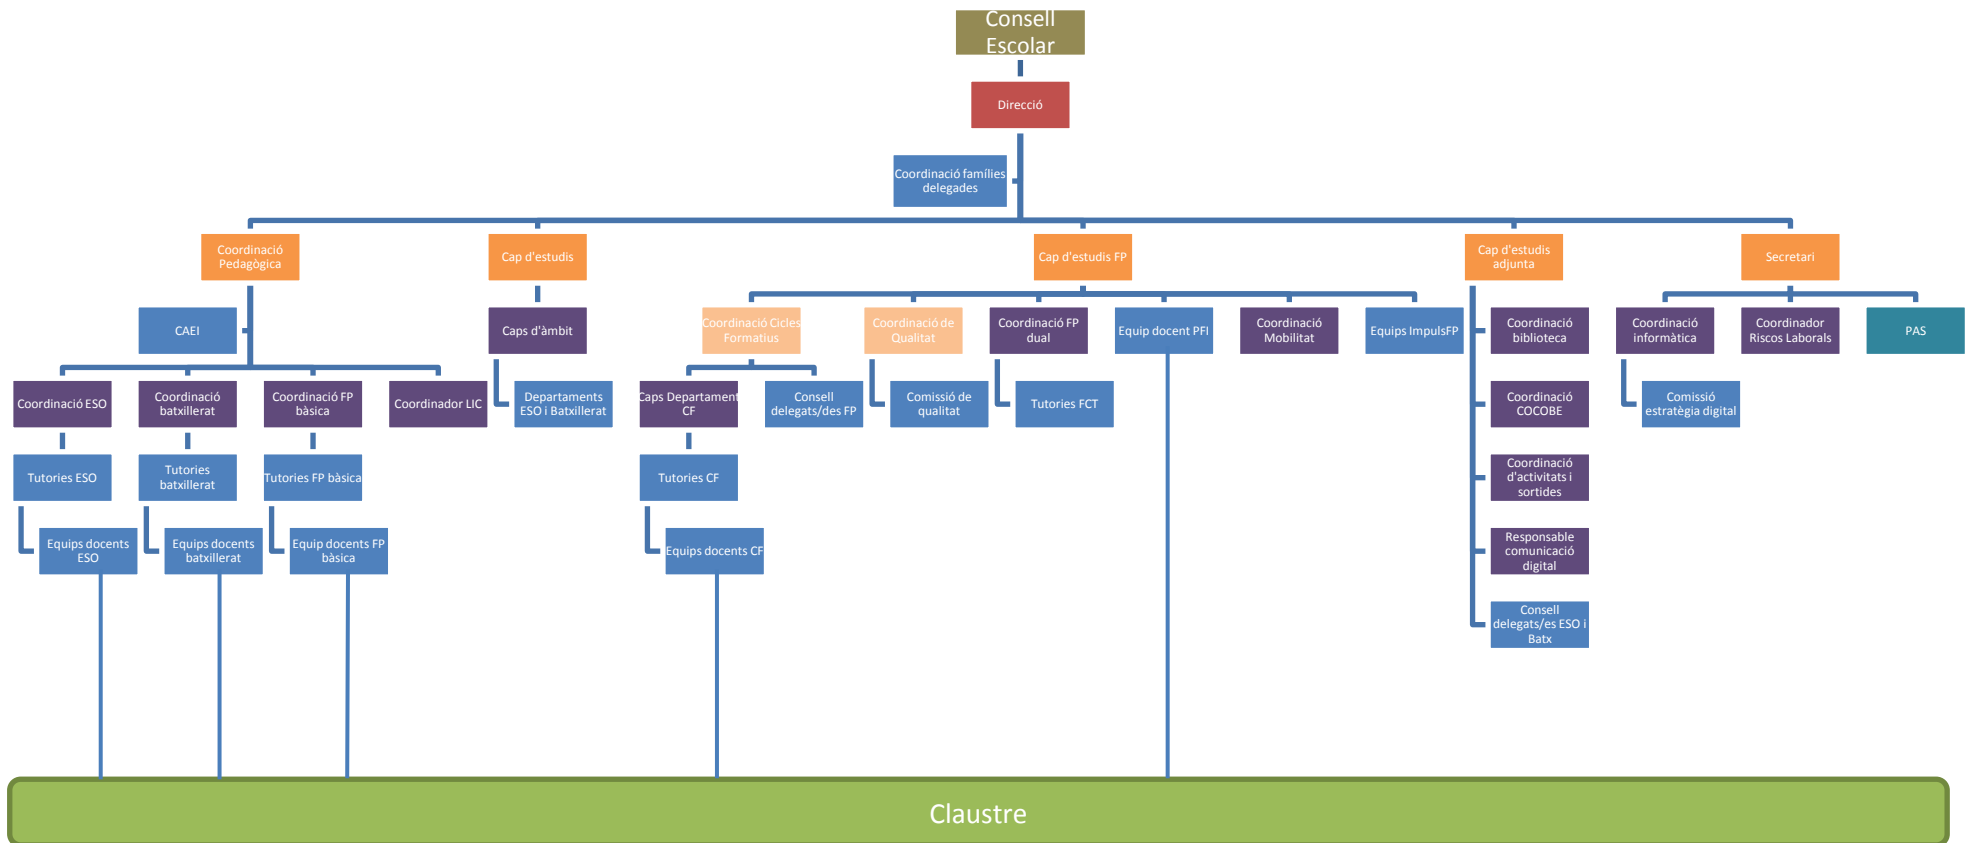 Consell
Escolar
Direcció
Coordinació famílies
delegades
Coordinació
Pedagògica
Cap d'estudis
Cap d'estudis FP
Cap d'estudis
adjunta
Secretari
CAEI
Caps d'àmbit
Coordinació Cicles
Formatius
Coordinació de
Qualitat
Coordinació FP
dual
Equip docent PFI
Coordinació
Mobilitat
Equips ImpulsFP
Coordinació
biblioteca
Coordinació
informàtica
Coordinador
Riscos Laborals
PAS
Coordinació ESO
Coordinació
batxillerat
Coordinació FP
bàsica
Coordinador LIC
Departaments
ESO i Batxillerat
Caps Departament
CF
Consell
delegats/des FP
Comissió de
qualitat
Tutories FCT
Coordinació
COCOBE
Comissió
estratègia digital
Tutories ESO
Tutories
batxillerat
Tutories FP bàsica
Tutories CF
Coordinació
d'activitats i
sortides
Equips docents
ESO
Equips docents
batxillerat
Equip docents FP
bàsica
Equips docents CF
Responsable
comunicació
digital
Consell
delegats/es ESO i
Batx
Claustre